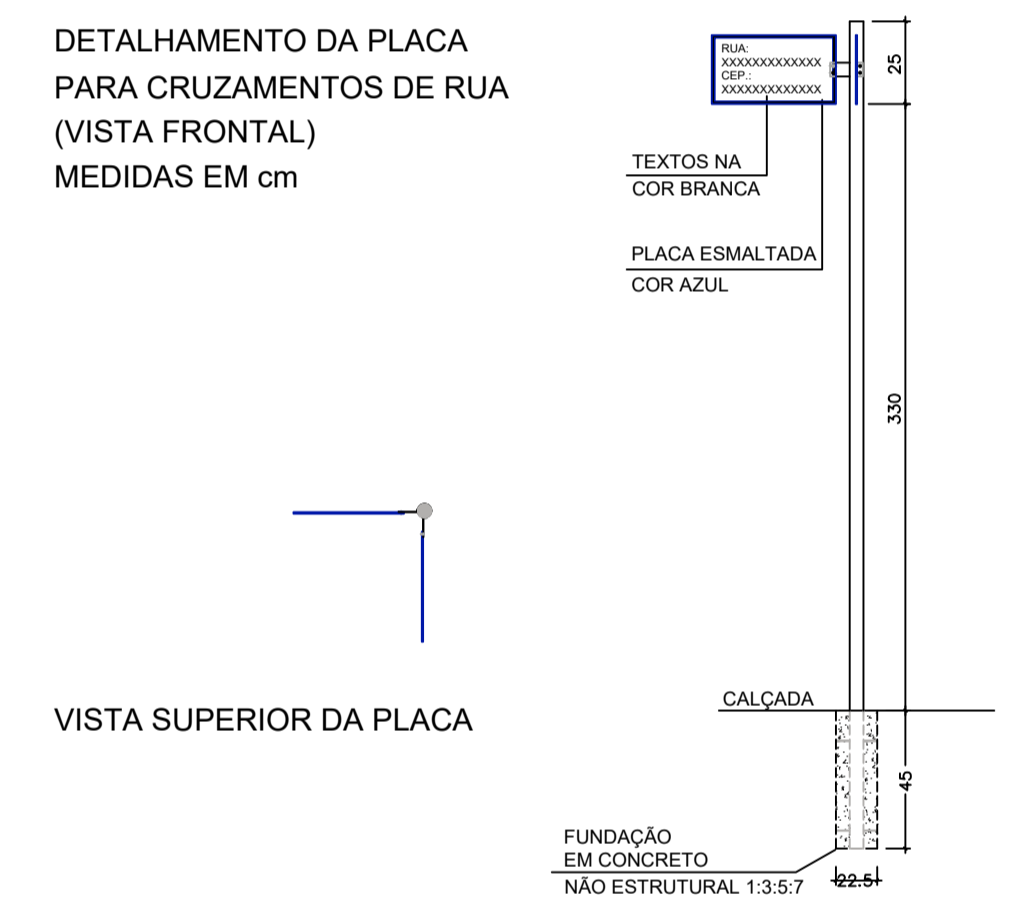 DETALHAMENTO DA PLACA
PARA CRUZAMENTOS DE RUA
(VISTA FRONTAL)
MEDIDAS EM cm
RUA:
XXXXXXXXXXXXX
CEP.:
XXXXXXXXXXXXX
25
TEXTOS NA
COR BRANCA
PLACA ESMALTADA
COR AZUL
330
VISTA SUPERIOR DA PLACA
CALÇADA
45
FUNDAÇÃO
EM CONCRETO
NÃO ESTRUTURAL 1:3:5:7
22.5